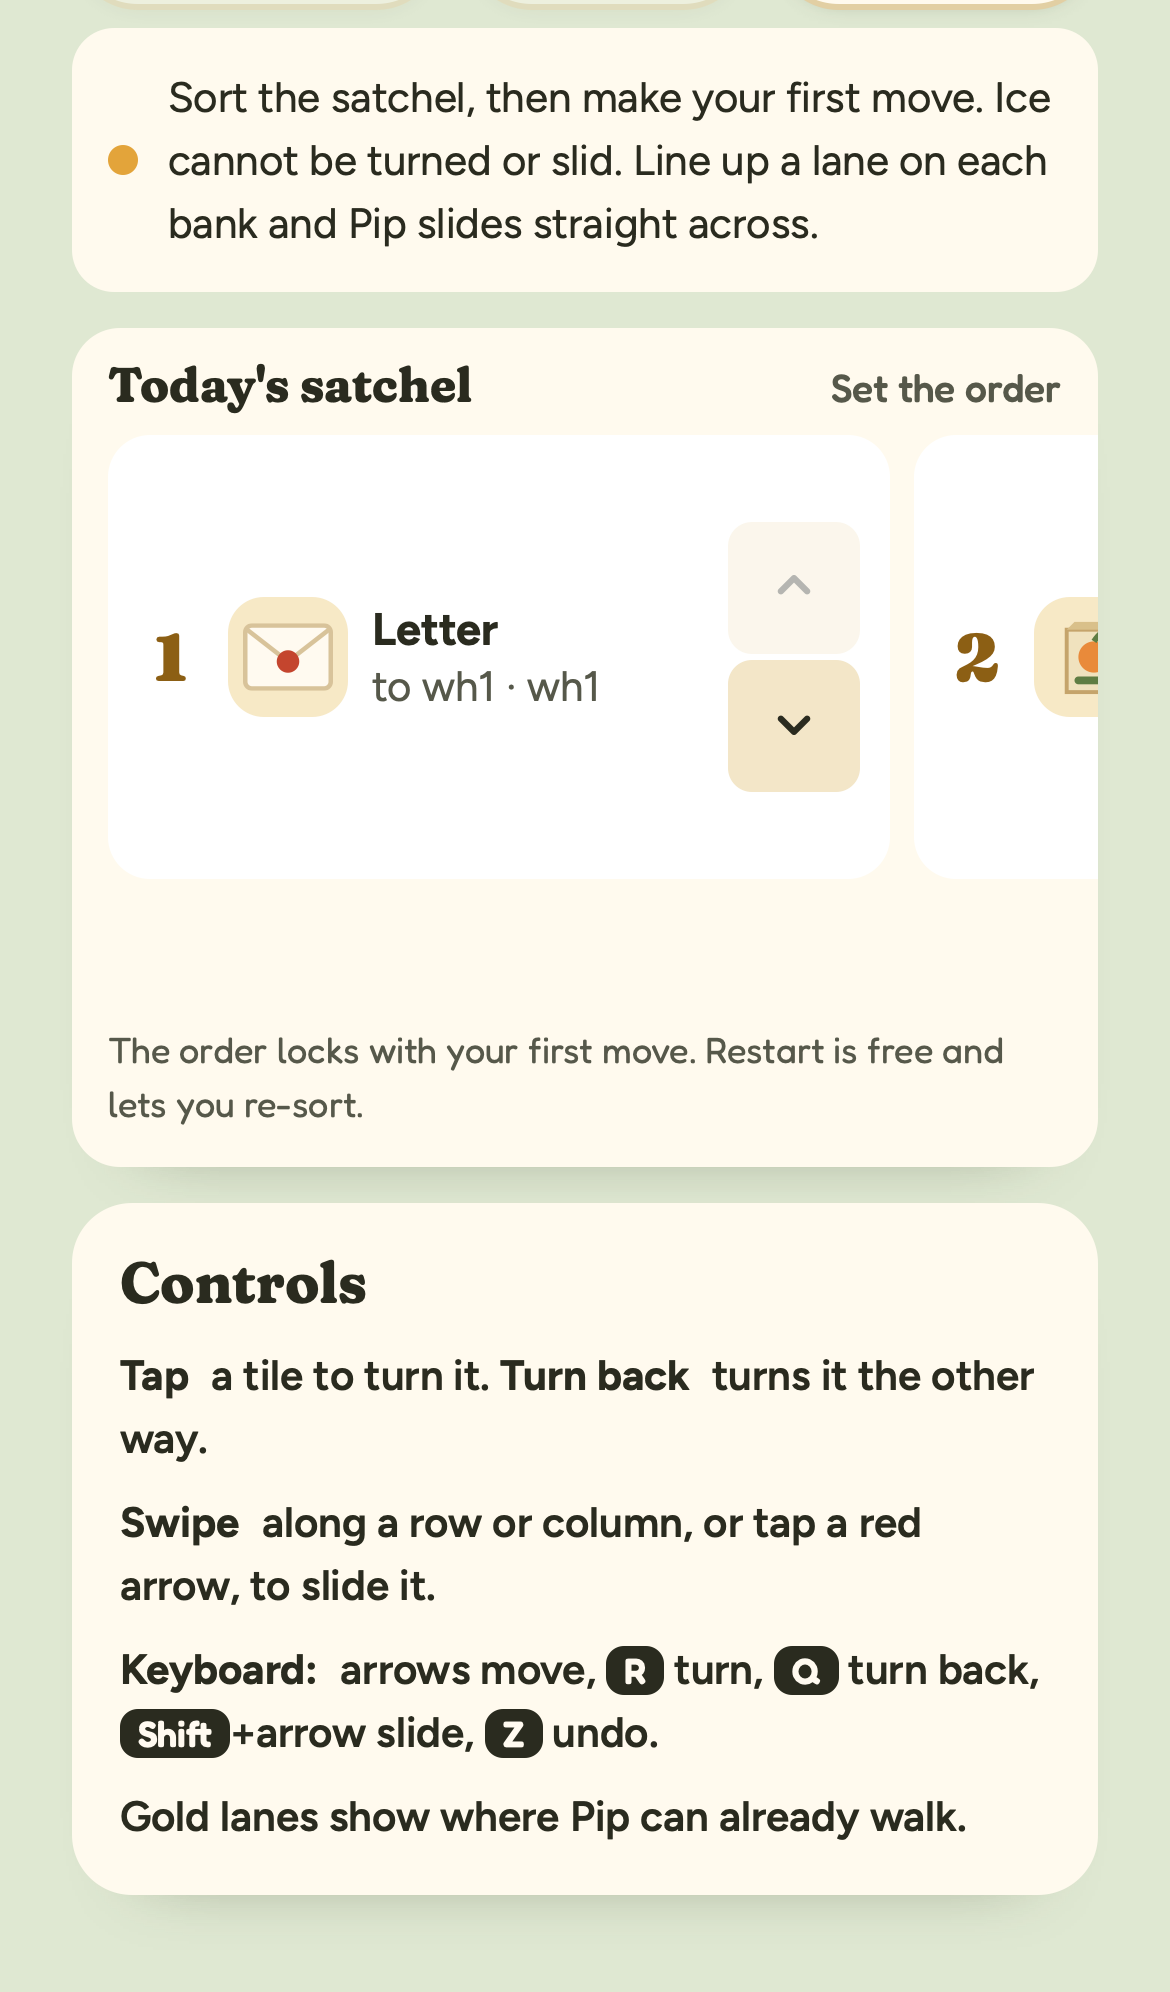 Sort the satchel, then make your first move. Ice
cannot be turned or slid. Line up a lane on each
bank and Pip slides straight across.
Today's satchel
Set the order
1
Letter
to wh1 · wh1
2
The order locks with your first move. Restart is free and
lets you re-sort.
Controls
Tap a tile to turn it. Turn back turns it the other
way.
Swipe along a row or column, or tap a red
arrow, to slide it.
Keyboard: arrows move, R turn, Q turn back,
Shift+arrow slide, Z undo.
Gold lanes show where Pip can already walk.